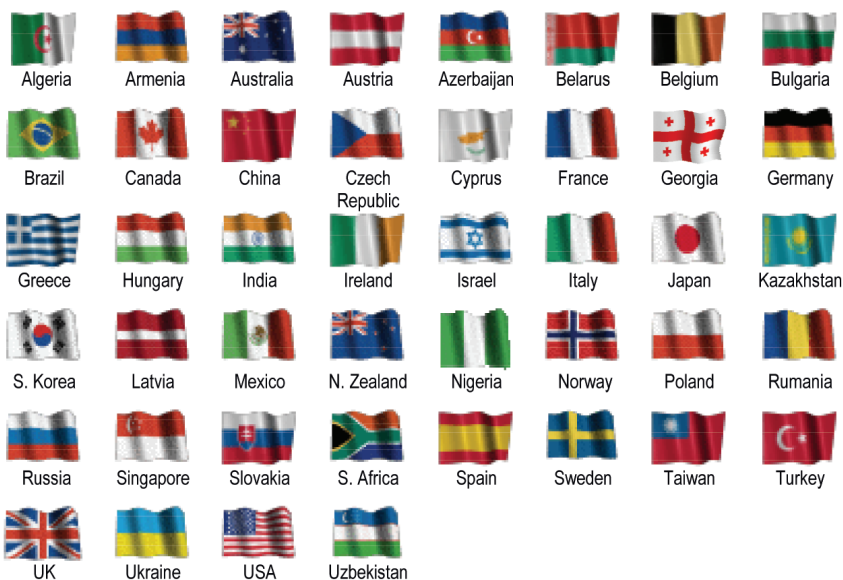 Algeria Armenia Australia Austria Azerbaijan Belarus Belgium Bulgaria
Brazil Canada China Czech Republic Cyprus France Georgia Germany
Greece Hungary India Ireland Israel Italy Japan Kazakhstan
S. Korea Latvia Mexico N. Zealand Nigeria Norway Poland Rumania
Russia Singapore Slovakia S. Africa Spain Sweden Taiwan Turkey
UK Ukraine USA Uzbekistan